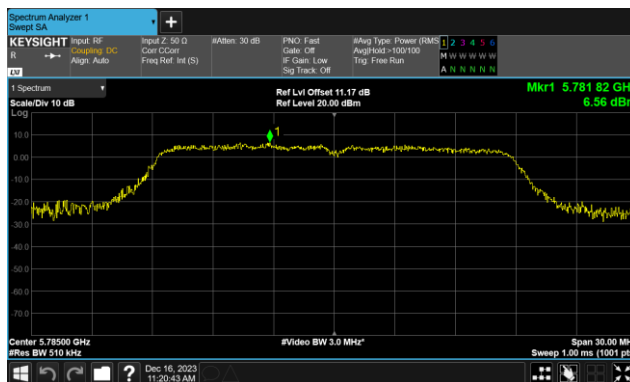 Spectrum Analyzer 1
Swept SA
+
KEYSIGHT Input: RF Input Z: 50 Ω #Atten: 30 dB PNO: Fast #Avg Type: Power (RMS 1 2 3 4 5 6
R Coupling: DC Corr CCorr Gate: Off Avg|Hold:>100/100 M W W W W W
Align: Auto Freq Ref: Int (S) IF Gain: Low Trig: Free Run
LXI Sig Track: Off A N N N N N
1 Spectrum Ref Lvl Offset 11.17 dB Mkr1 5.781 82 GH
Scale/Div 10 dB Ref Level 20.00 dBm 6.56 dBr
Log
10.0
1
0.00
-10.0
-20.0
-30.0
-40.0
-50.0
-60.0
-70.0
Center 5.78500 GHz #Video BW 3.0 MHz* Span 30.00 MH
#Res BW 510 kHz Sweep 1.00 ms (1001 pts
? Dec 16, 2023
11:20:43 AM